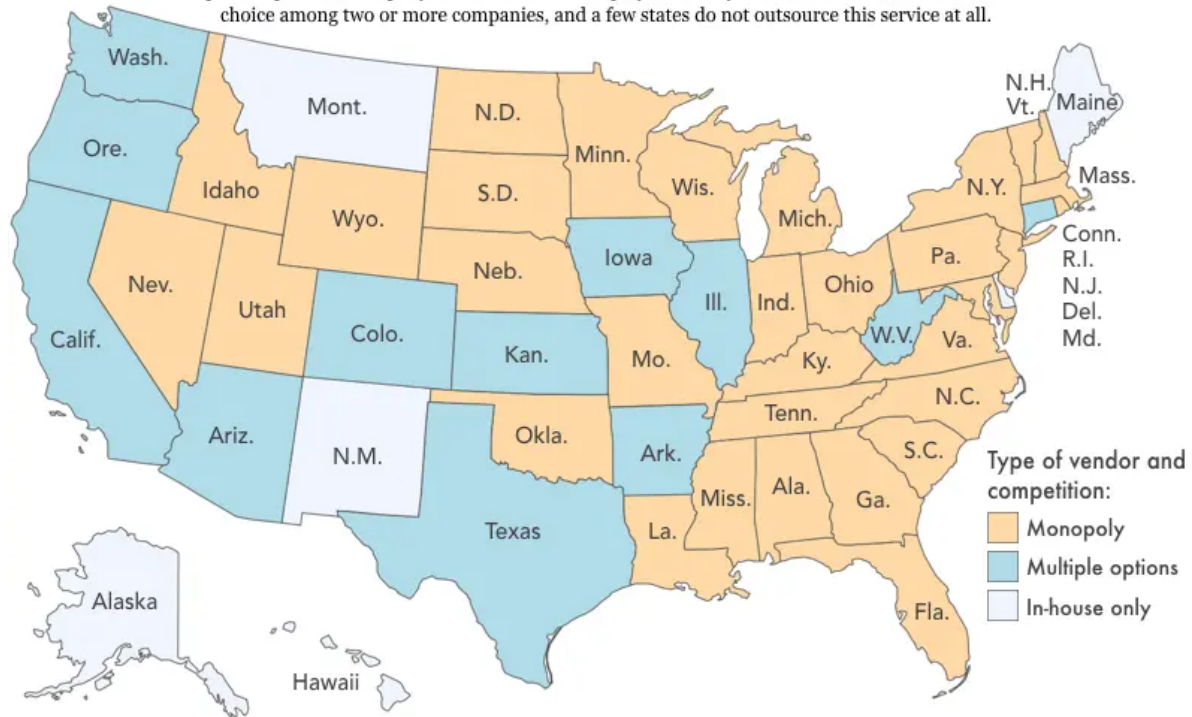 choice among two or more companies, and a few states do not outsource this service at all.
Wash.
Mont.
N.D.
Minn.
N.H.
Vt.
Maine
Ore.
Idaho
Wyo.
S.D.
Wis.
Mich.
N.Y.
Mass.
Nev.
Utah
Colo.
Neb.
Iowa
Ill.
Ind.
Ohio
Pa.
Conn.
R.I.
N.J.
Del.
Md.
Calif.
Kan.
Mo.
Ky.
W.V.
Va.
Ariz.
N.M.
Okla.
Ark.
Tenn.
N.C.
S.C.
Texas
La.
Miss.
Ala.
Ga.
Fla.
Alaska
Hawaii
Type of vendor and
competition:
Monopoly
Multiple options
In-house only